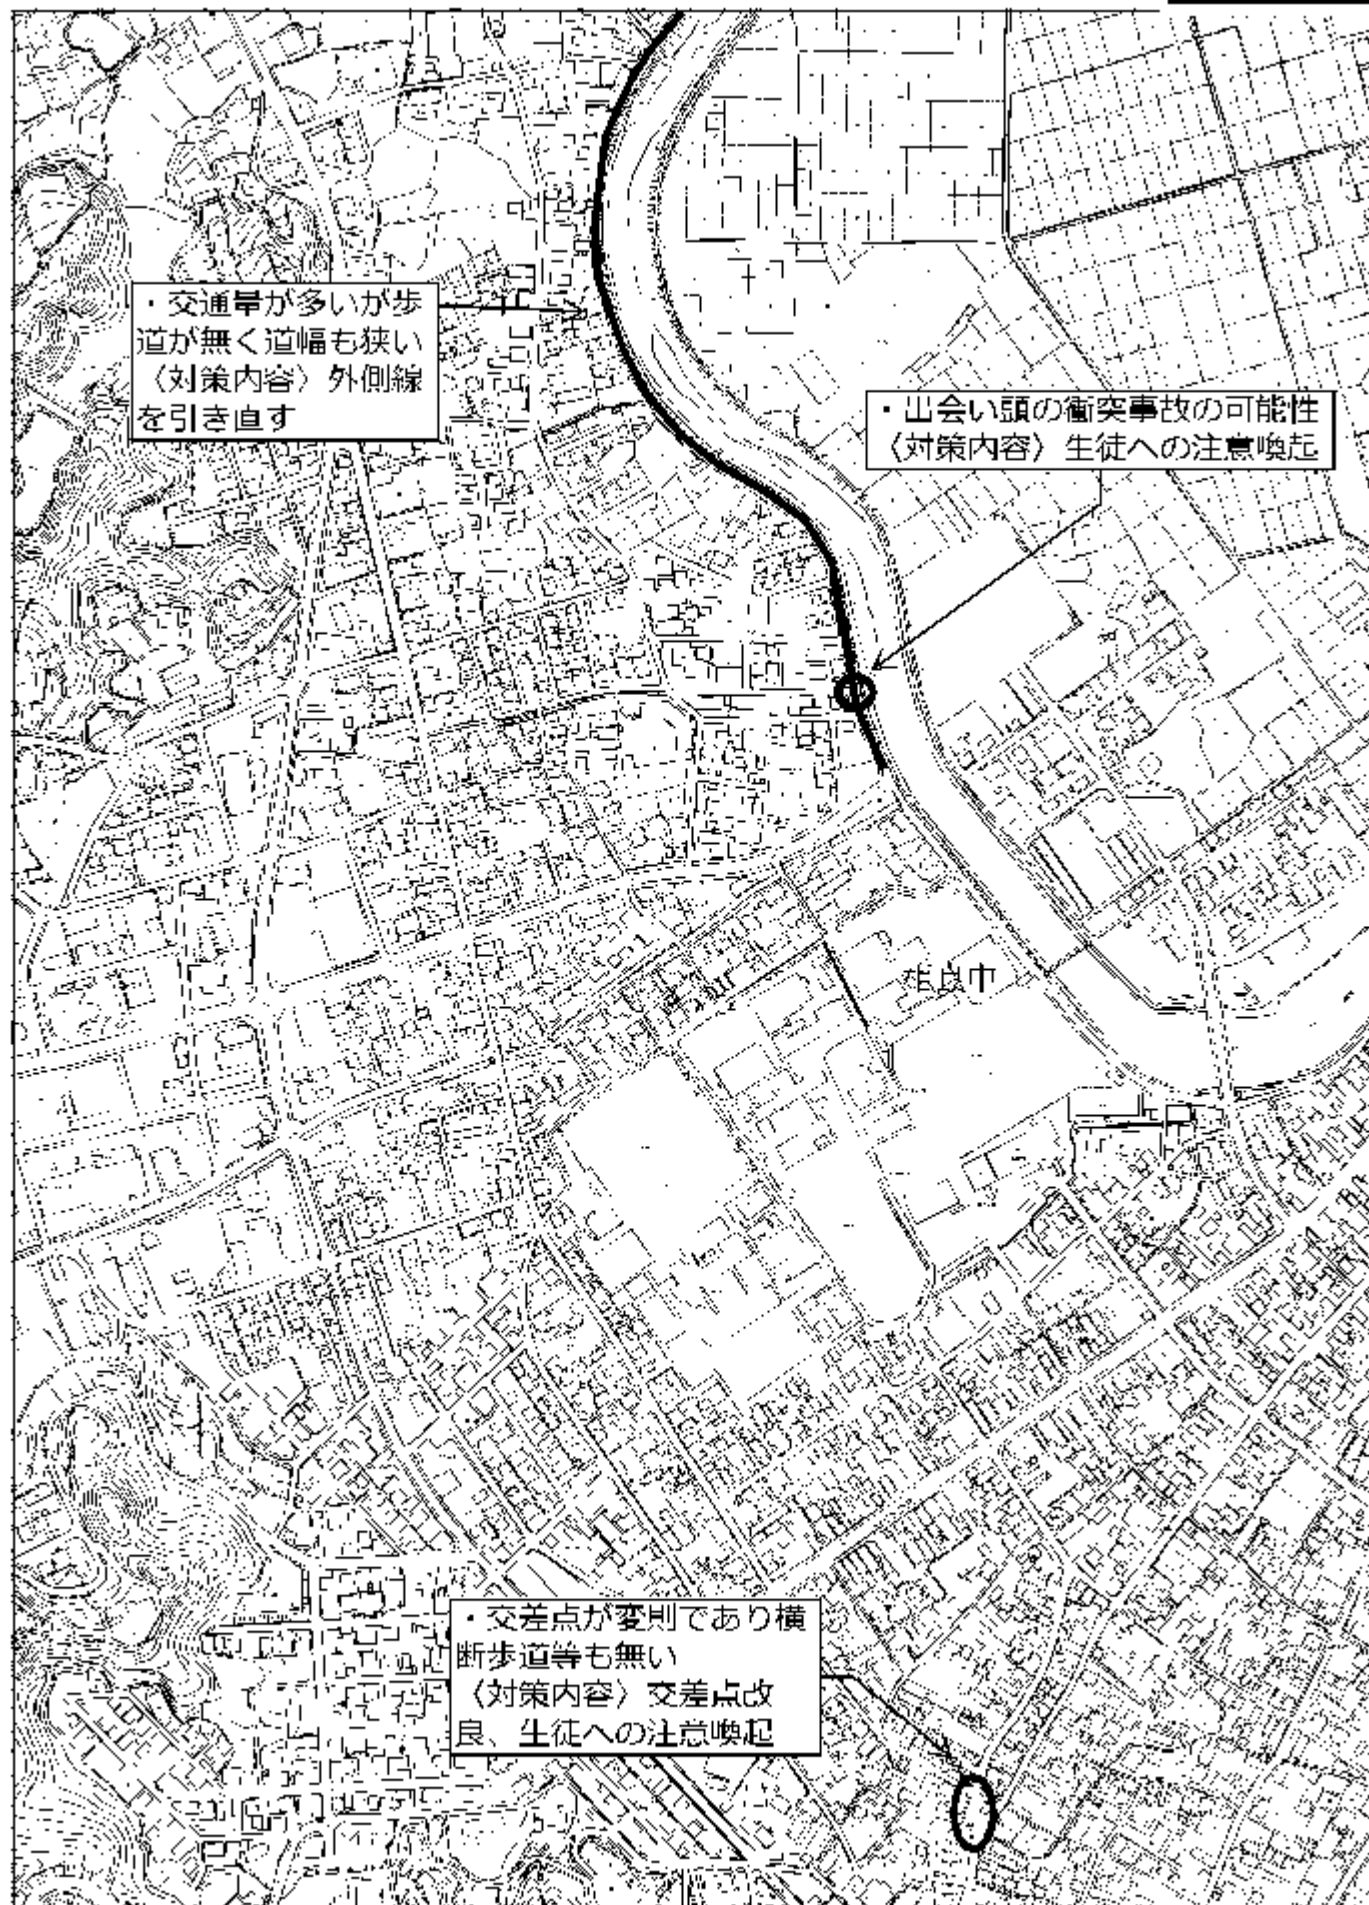 ・交通量が多いが歩
道が無く道幅も狭い
（対策内容）外側線
を引き直す
・出会い頭の衝突事故の可能性
（対策内容）生徒への注意喚起
相良中
・交差点が変則であり横
断歩道等も無い
（対策内容）交差点改
良、生徒への注意喚起